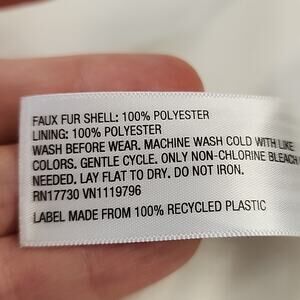 FAUX FUR SHELL: 100% POLYESTER
LINING: 100% POLYESTER
WASH BEFORE WEAR. MACHINE WASH COLD WITH LIKE
COLORS. GENTLE CYCLE. ONLY NON-CHLORINE BLEACH
NEEDED. LAY FLAT TO DRY. DO NOT IRON.
RN17730 VN1119796
LABEL MADE FROM 100% RECYCLED PLASTIC